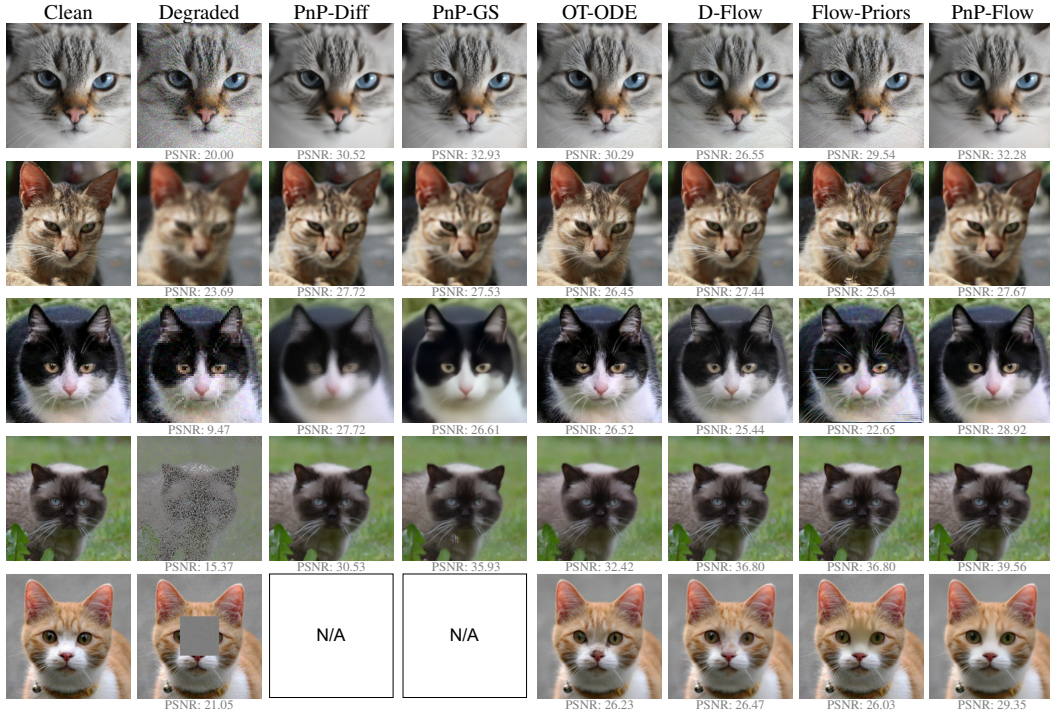 Clean Degraded PnP-Diff PnP-GS OT-ODE D-Flow Flow-Priors PnP-Flow
PSNR: 20.00 PSNR: 30.52 PSNR: 32.93 PSNR: 30.29 PSNR: 26.55 PSNR: 29.54 PSNR: 32.28
PSNR: 23.69 PSNR: 27.72 PSNR: 27.53 PSNR: 26.45 PSNR: 27.44 PSNR: 25.64 PSNR: 27.67
PSNR: 9.47 PSNR: 27.72 PSNR: 26.61 PSNR: 26.52 PSNR: 25.44 PSNR: 22.65 PSNR: 28.92
PSNR: 15.37 PSNR: 30.53 PSNR: 35.93 PSNR: 32.42 PSNR: 36.80 PSNR: 36.80 PSNR: 39.56
N/A N/A
PSNR: 21.05 PSNR: 26.23 PSNR: 26.47 PSNR: 26.03 PSNR: 29.35